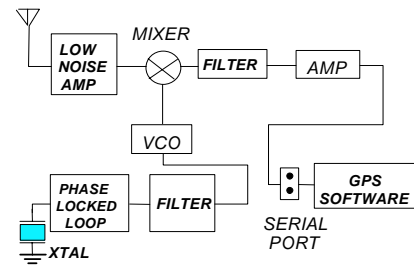 MIXER
LOW
NOISE
AMP
FILTER
AMP
VCO
PHASE
LOCKED
LOOP
FILTER
GPS
SOFTWARE
SERIAL
PORT
XTAL